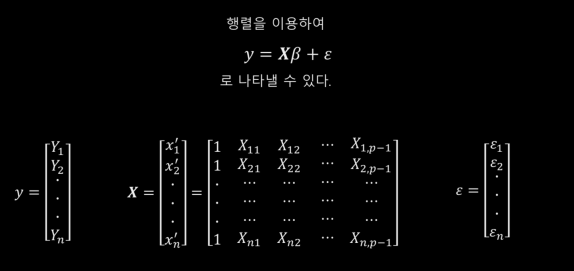 행렬을 이용하여
y = Xβ + ε
로 나타낼 수 있다.
y = [Y₁ Y₂ · · · Yₙ] X = [x′₁ x′₂ · · · x′ₙ] = [1 X₁₁ X₁₂ ⋯ X₁,ₚ₋₁
1 X₂₁ X₂₂ ⋯ X₂,ₚ₋₁
· ⋯ ⋯ ⋯ ⋯
· ⋯ ⋯ ⋯ ⋯
· ⋯ ⋯ ⋯ ⋯
1 Xₙ₁ Xₙ₂ ⋯ Xₙ,ₚ₋₁] ε = [ε₁ ε₂ · · · εₙ]